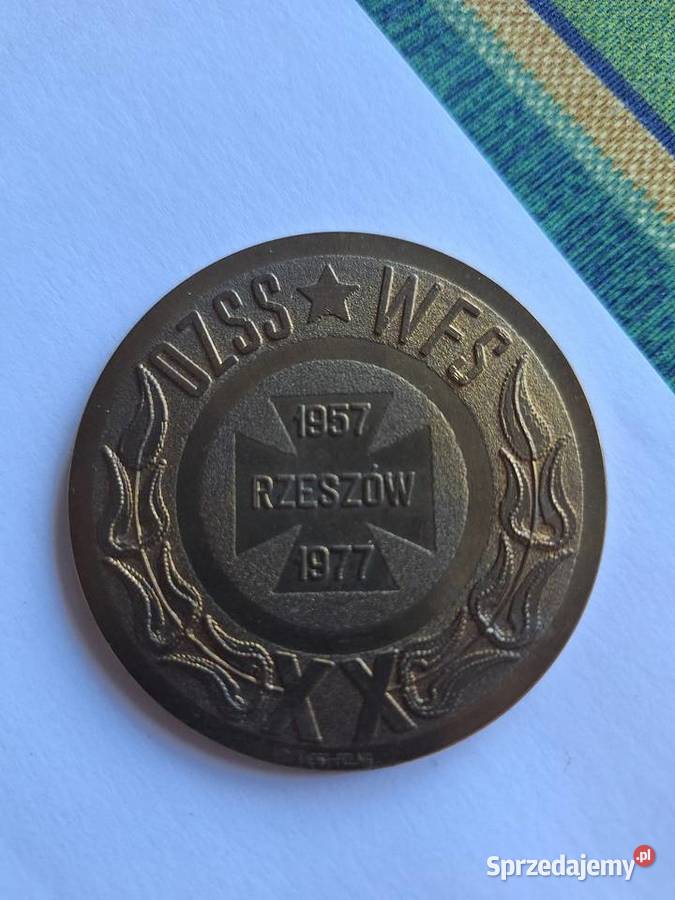 DZSS ★ WFS
1957
RZESZÓW
1977
XX
Sprzedajemy.pl